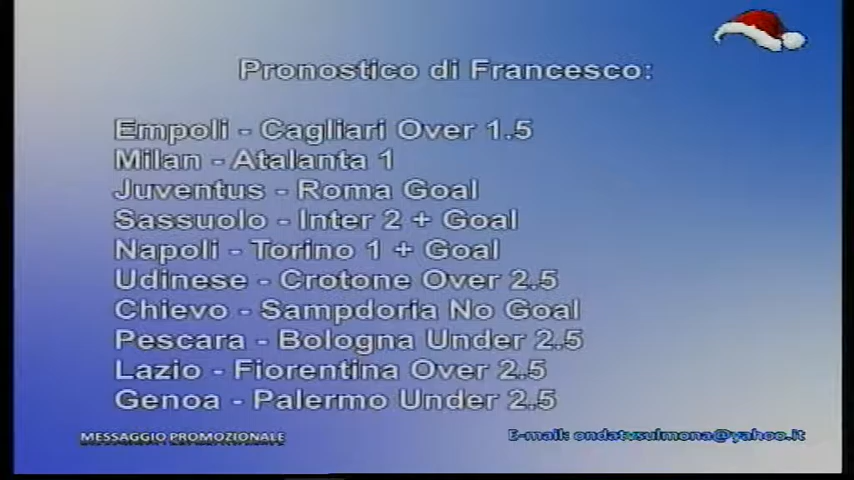 Pronostico di Francesco:
Empoli - Cagliari Over 1.5
Milan - Atalanta 1
Juventus - Roma Goal
Sassuolo - Inter 2 + Goal
Napoli - Torino 1 + Goal
Udinese - Crotone Over 2.5
Chievo - Sampdoria No Goal
Pescara - Bologna Under 2.5
Lazio - Fiorentina Over 2.5
Genoa - Palermo Under 2.5
MESSAGGIO PROMOZIONALE
E-mail: ondatvsulmona@yahoo.it